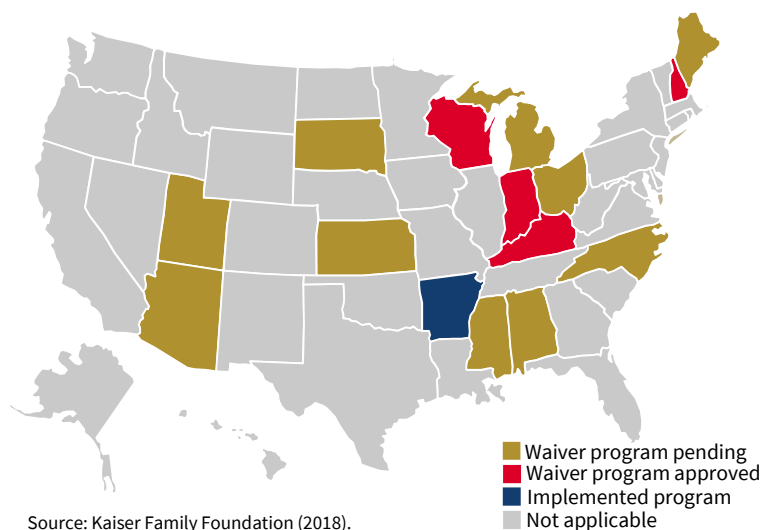 Waiver program pending
Waiver program approved
Implemented program
Not applicable
Source: Kaiser Family Foundation (2018).